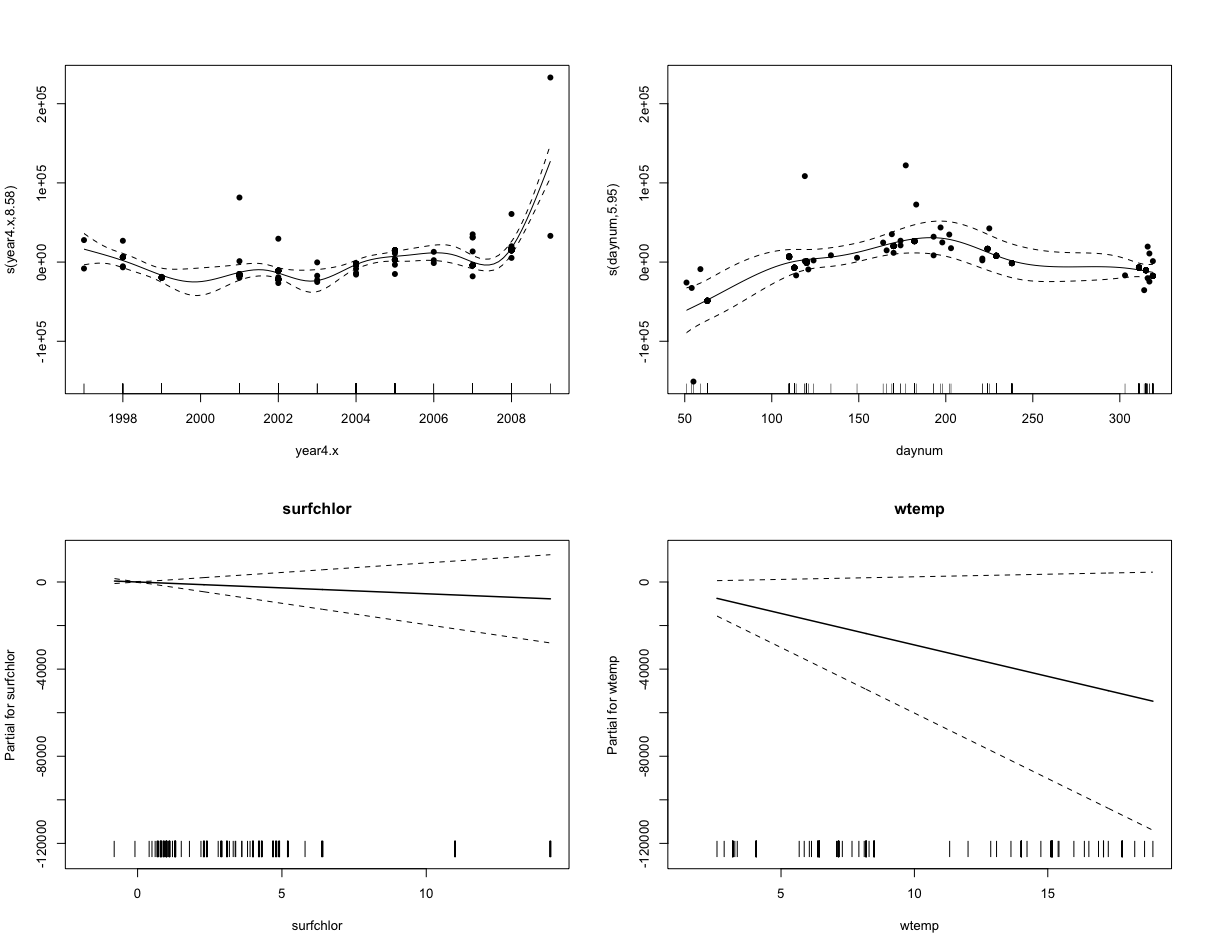 s(year4.x,8.58)
2e+05
1e+05
0e+00
-1e+05
1998 2000 2002 2004 2006 2008
year4.x
s(daynum,5.95)
2e+05
1e+05
0e+00
-1e+05
50 100 150 200 250 300
daynum
surfchlor
Partial for surfchlor
0
-40000
-80000
-120000
0 5 10
surfchlor
wtemp
Partial for wtemp
0
-40000
-80000
-120000
5 10 15
wtemp